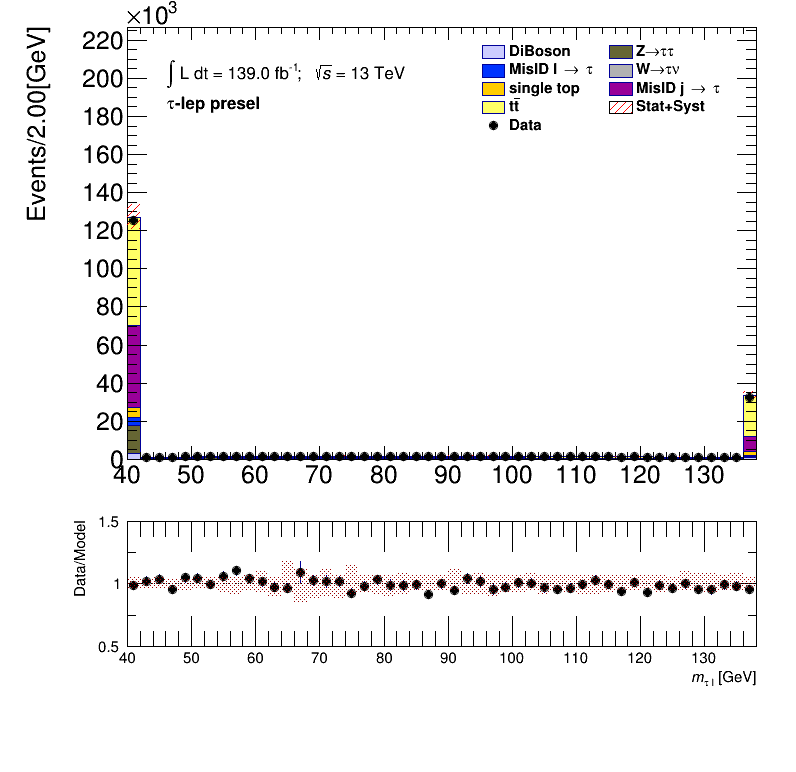 ×10³
Events/2.00[GeV]
220
200
180
160
140
120
100
80
60
40
20
0
∫ L dt = 139.0 fb⁻¹; √s = 13 TeV
τ-lep presel
DiBoson
Z→ττ
MisID l → τ
W→τν
single top
MisID j → τ
tt̄
Stat+Syst
Data
40 50 60 70 80 90 100 110 120 130
Data/Model
1.5
1
0.5
40 50 60 70 80 90 100 110 120 130
m_τ l [GeV]